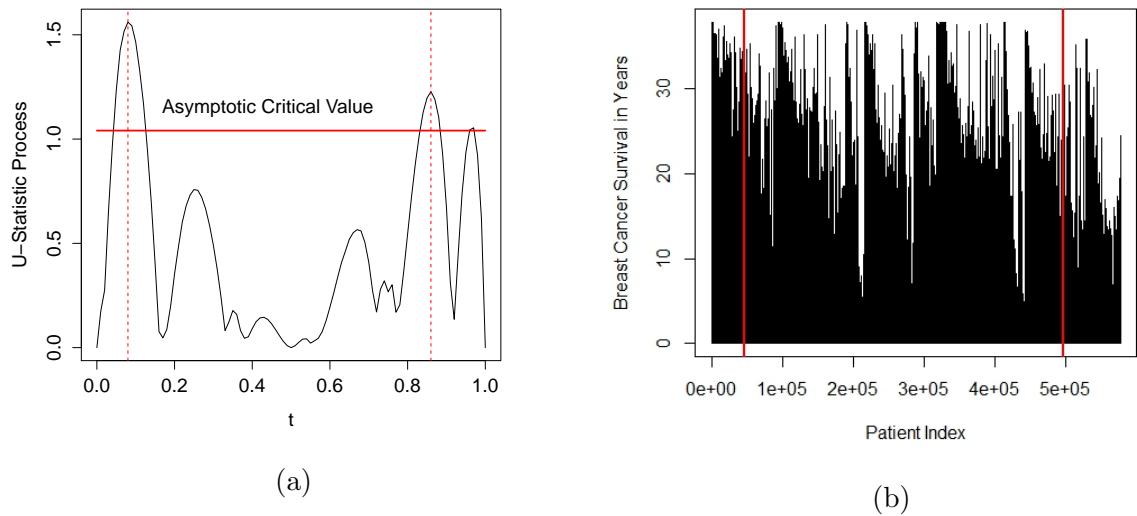 U−Statistic Process
1.5
1.0
0.5
0.0
Asymptotic Critical Value
0.0 0.2 0.4 0.6 0.8 1.0
t
(a)
Breast Cancer Survival in Years
30
20
10
0
0e+00 1e+05 2e+05 3e+05 4e+05 5e+05
Patient Index
(b)